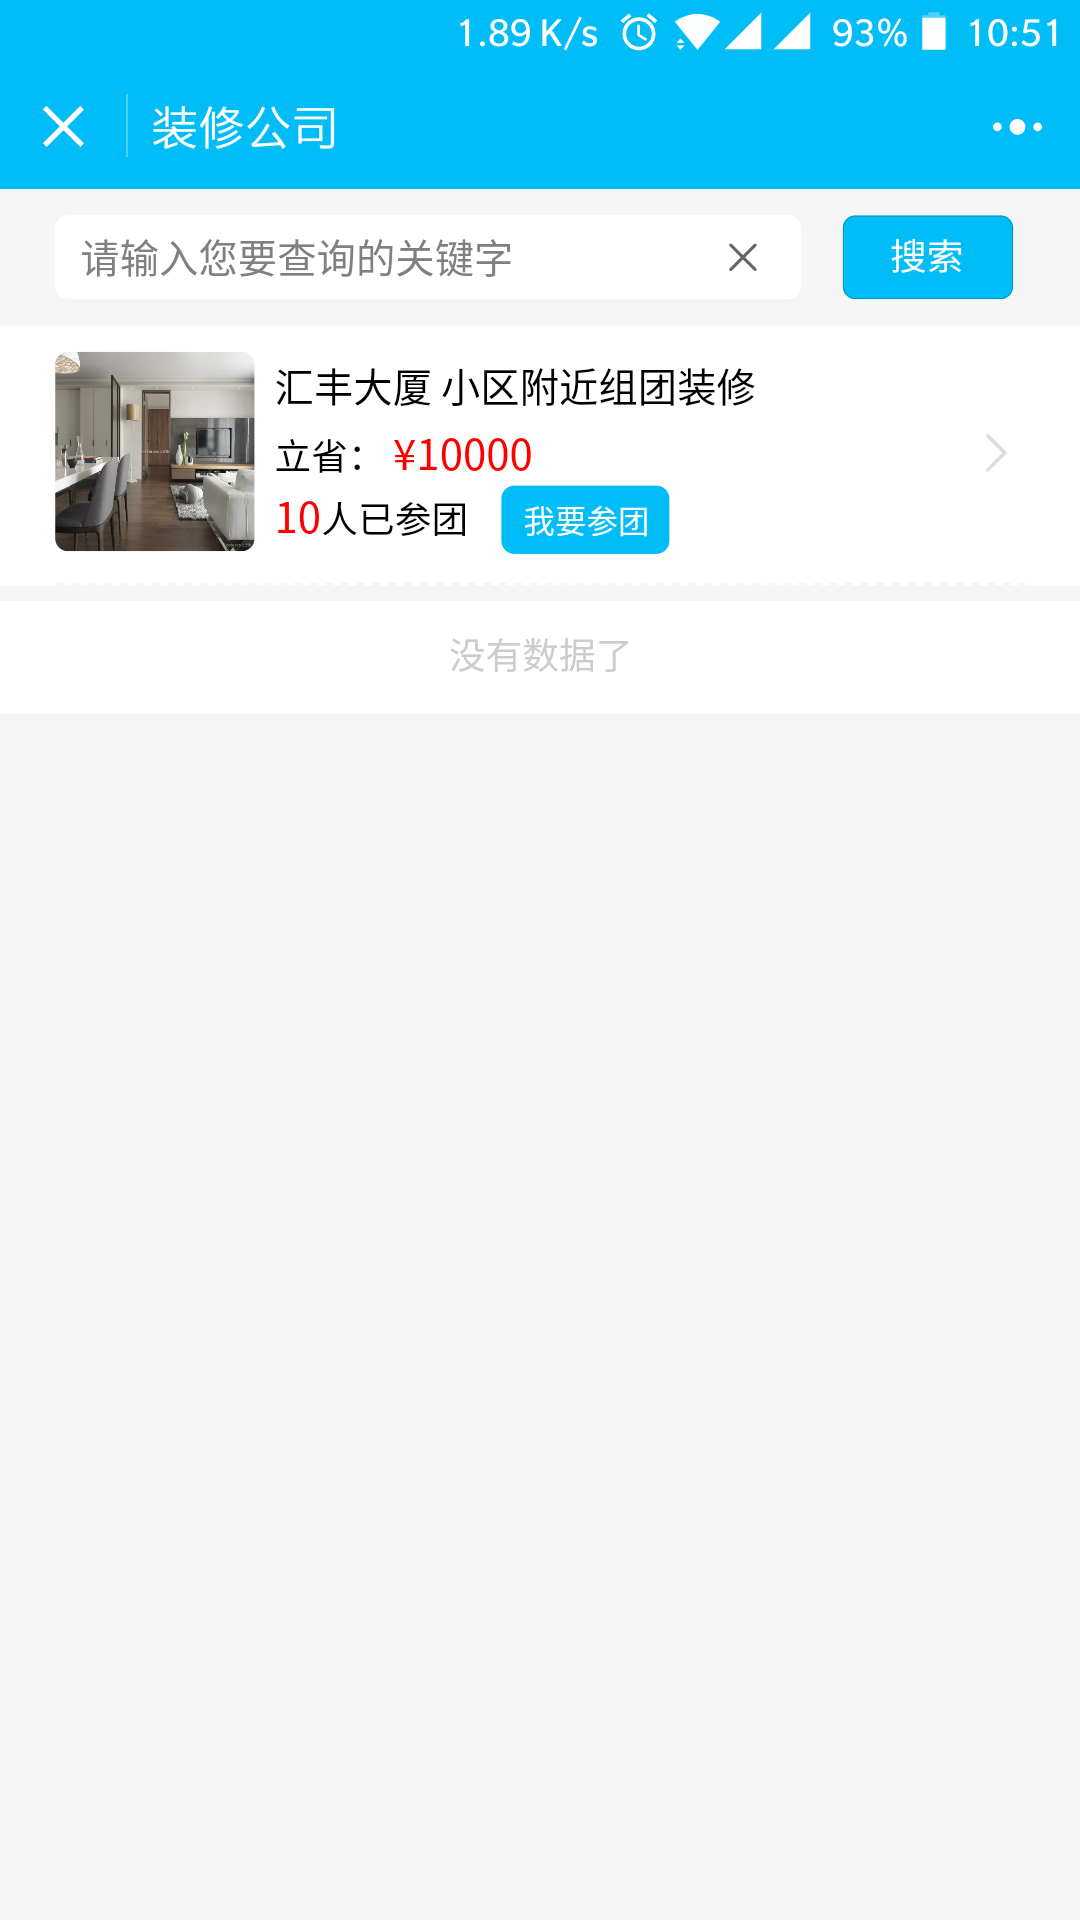 1.89 K/s 93% 10:51
装修公司
请输入您要查询的关键字
搜索
汇丰大厦 小区附近组团装修
立省： ¥10000
10人已参团 我要参团
没有数据了